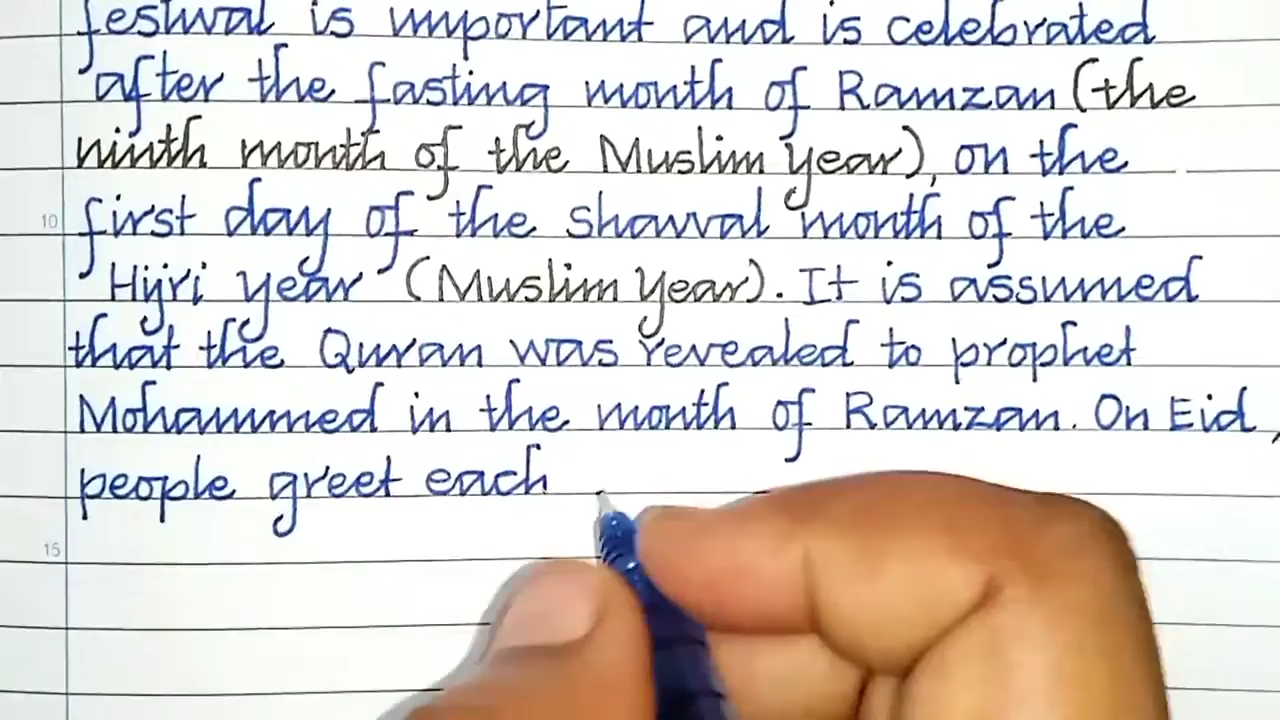 festival is important and is celebrated
after the fasting month of Ramzan (the
ninth month of the Muslim year), on the
10 first day of the Shawal month of the
Hijri year (Muslim Year). It is assumed
that the Quran was revealed to prophet
Mohammed in the month of Ramzan. On Eid,
people greet each
15